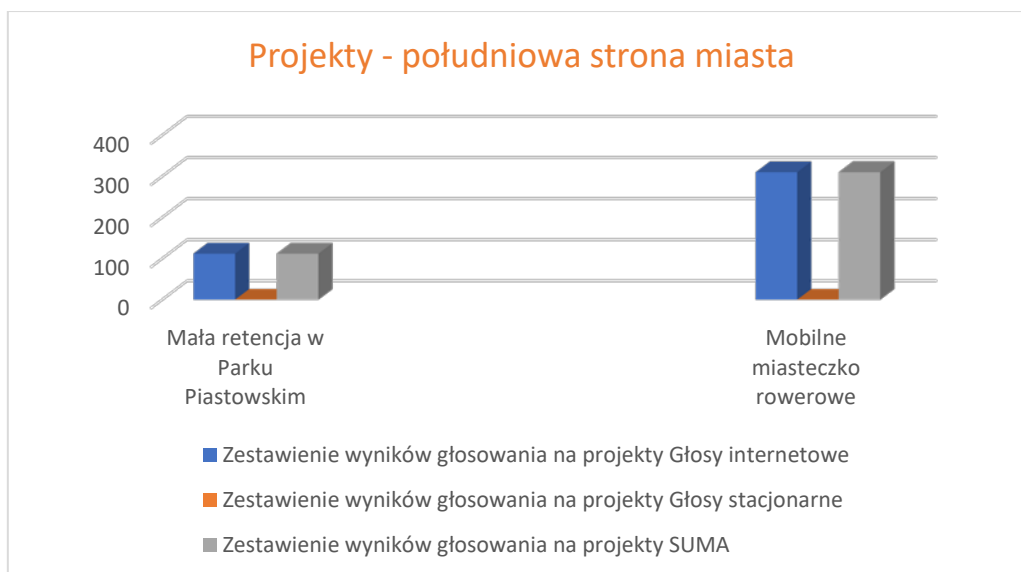 Projekty - południowa strona miasta
400
300
200
100
0
Mała retencja w
Parku
Piastowskim
Mobilne
miasteczko
rowerowe
Zestawienie wyników głosowania na projekty Głosy internetowe
Zestawienie wyników głosowania na projekty Głosy stacjonarne
Zestawienie wyników głosowania na projekty SUMA